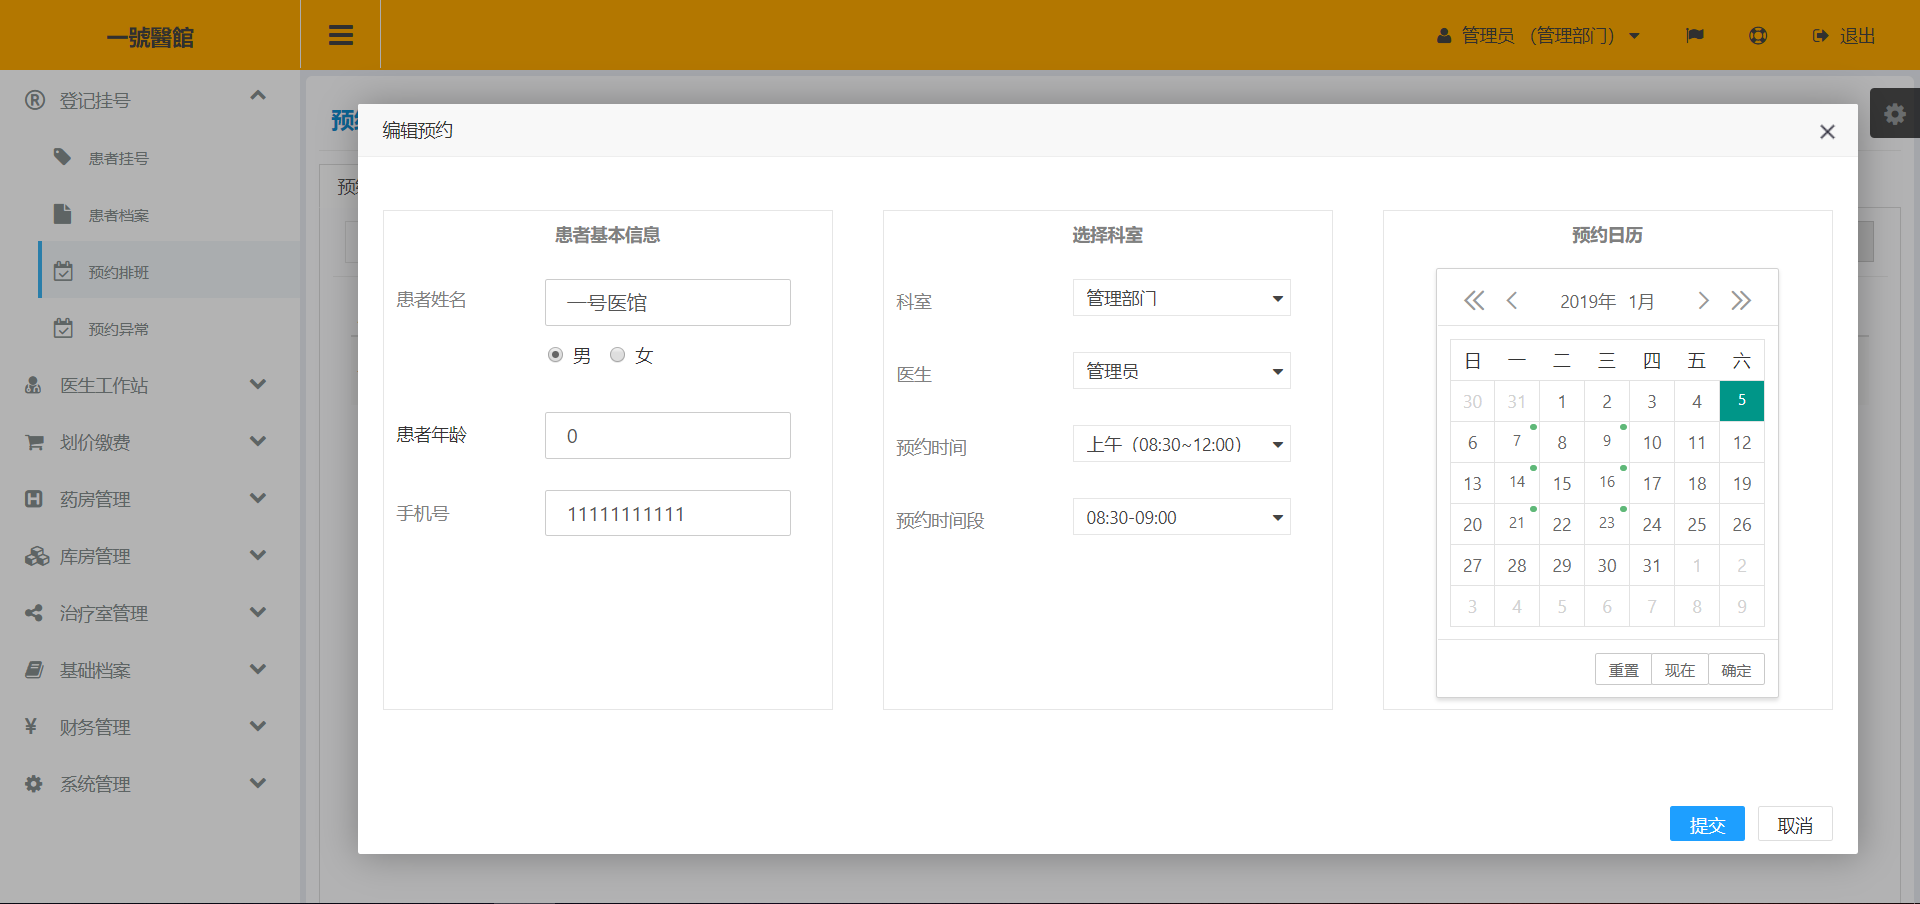 一號醫館
管理员 (管理部门)
退出
登记挂号
患者挂号
患者档案
预约排班
预约异常
医生工作站
划价缴费
药房管理
库房管理
治疗室管理
基础档案
¥ 财务管理
系统管理
预
预
编辑预约
患者基本信息
患者姓名 一号医馆
男 女
患者年龄 0
手机号 11111111111
选择科室
科室 管理部门
医生 管理员
预约时间 上午 (08:30~12:00)
预约时间段 08:30-09:00
预约日历
2019年 1月
日 一 二 三 四 五 六
30 31 1 2 3 4 5
6 7 8 9 10 11 12
13 14 15 16 17 18 19
20 21 22 23 24 25 26
27 28 29 30 31 1 2
3 4 5 6 7 8 9
重置 现在 确定
提交 取消